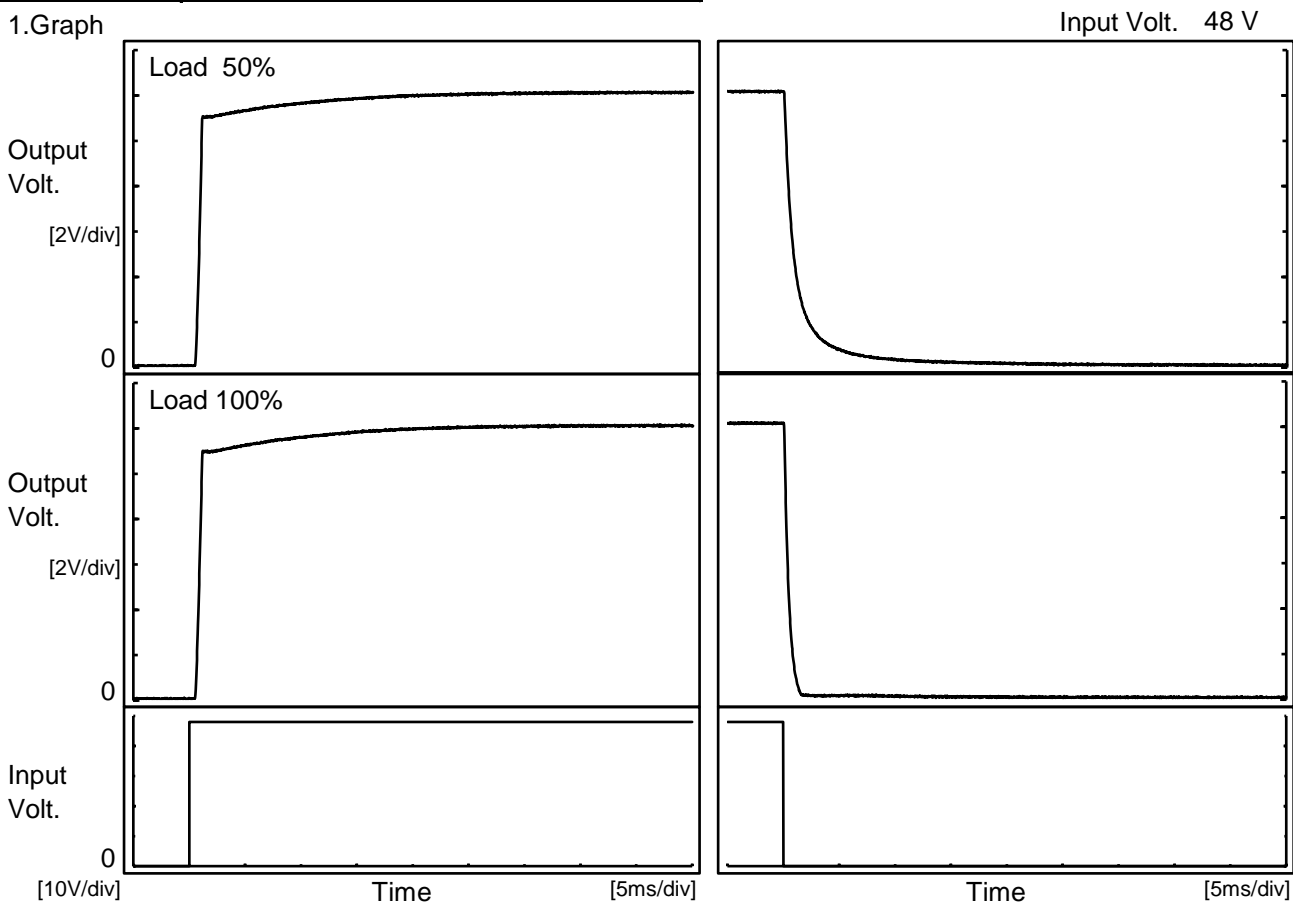 1.Graph
Input Volt. 48 V
Load 50%
Output
Volt.
[2V/div]
0
Load 100%
Output
Volt.
[2V/div]
0
Input
Volt.
0
[10V/div]
Time
[5ms/div]
Time
[5ms/div]